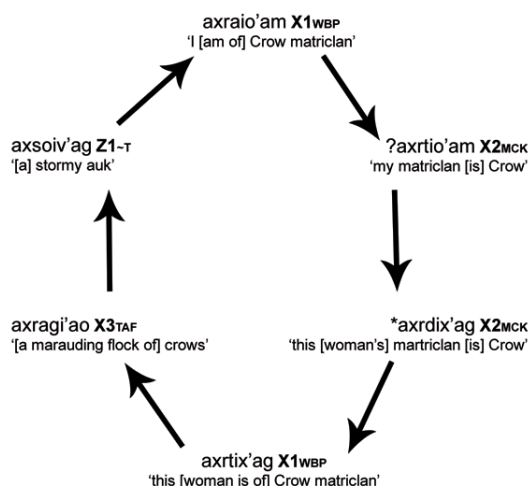 axraio'am X1WBP
'I [am of] Crow matriclan'
?axrtio'am X2MCK
'my matriclan [is] Crow'
*axrdix'ag X2MCK
'this [woman's] martriclan [is] Crow'
axrtix'ag X1WBP
'this [woman is of] Crow matriclan'
axragi'ao X3TAF
'[a marauding flock of] crows'
axsoiv'ag Z1~T
'[a] stormy auk'